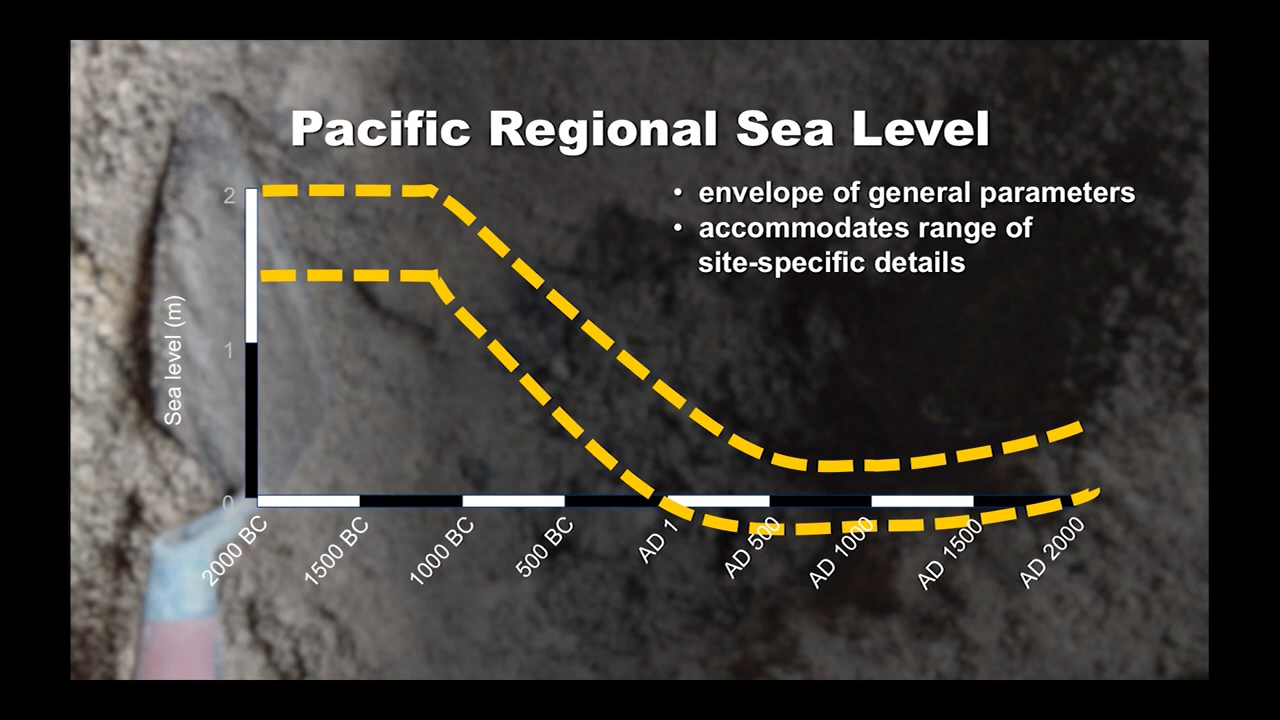 Pacific Regional Sea Level
• envelope of general parameters
• accommodates range of
site-specific details
Sea level (m)
2
1
0
2000 BC
1500 BC
1000 BC
500 BC
AD 1
AD 500
AD 1000
AD 1500
AD 2000